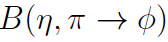 B(η, π → ϕ)